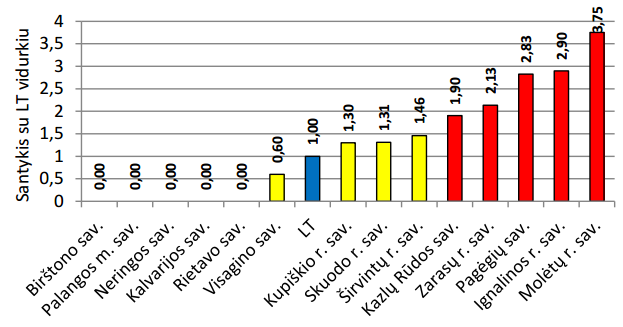 Santykis su LT vidurkiu
4
3,5
3
2,5
2
1,5
1
0,5
0
0,00
0,00
0,00
0,00
0,00
0,60
1,00
1,30
1,31
1,46
1,90
2,13
2,83
2,90
3,75
Birštono sav.
Palangos m. sav.
Neringos sav.
Kalvarijos sav.
Rietavo sav.
Visagino sav.
LT
Kupiškio r. sav.
Skuodo r. sav.
Širvintų r. sav.
Kazlų Rūdos sav.
Zarasų r. sav.
Pagėgių sav.
Ignalinos r. sav.
Molėtų r. sav.